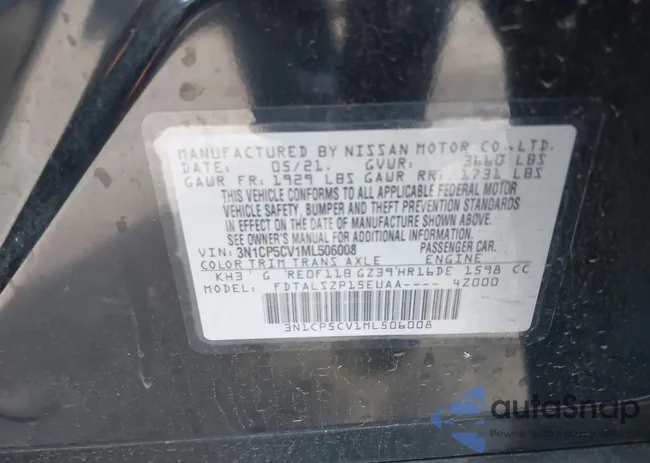 MANUFACTURED BY NISSAN MOTOR CO., LTD.
DATE: 05/21. GVWR: 3660 LBS
GAWR FR: 1929 LBS GAWR RR: 1731 LBS
THIS VEHICLE CONFORMS TO ALL APPLICABLE FEDERAL MOTOR
VEHICLE SAFETY, BUMPER AND THEFT PREVENTION STANDARDS
IN EFFECT ON THE DATE OF MANUFACTURE SHOWN ABOVE.
SEE OWNER'S MANUAL FOR ADDITIONAL INFORMATION.
VIN: 3N1CP5CV1ML506008 PASSENGER CAR.
COLOR TRIM TRANS AXLE ENGINE
KH3 G RE0F11B GZ39 HR16DE 1598 CC
MODEL: FDTALSZP15EUAA---- 4Z000
3N1CP5CV1ML506008
autoSnap
Pewne auta z aukcji